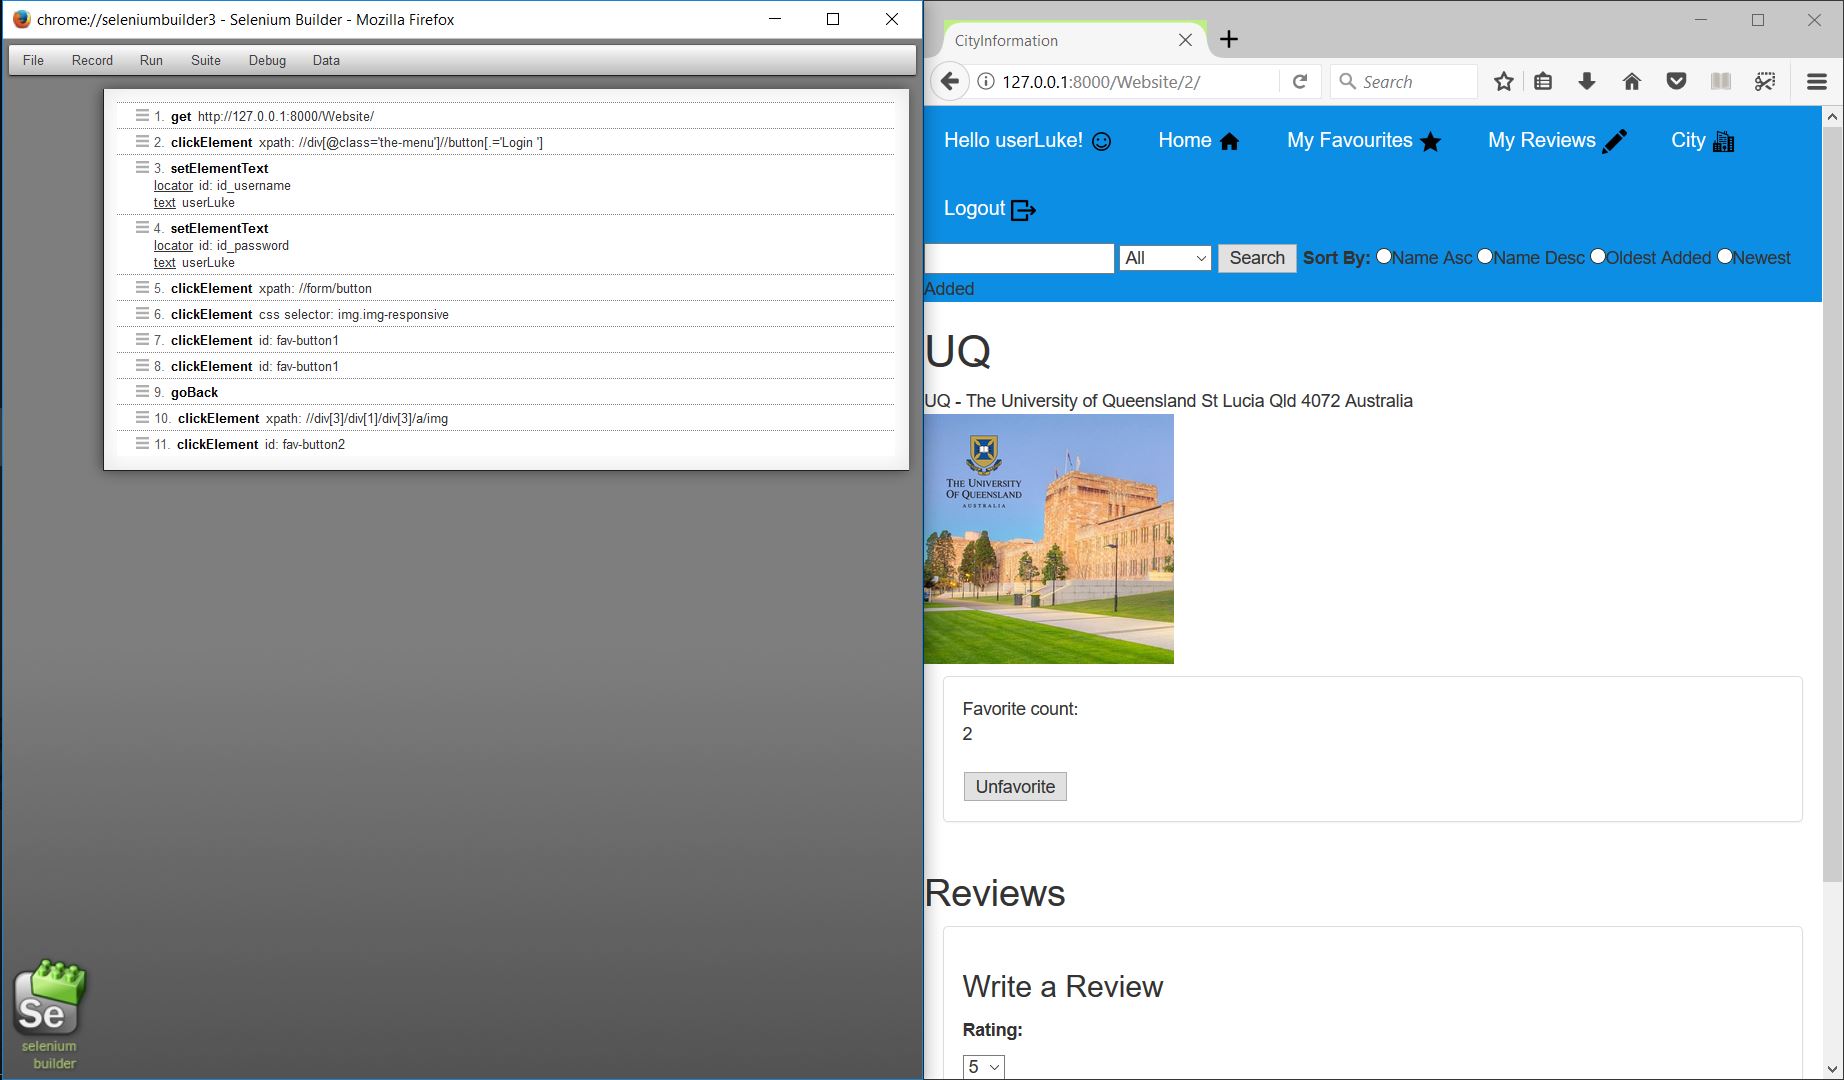 chrome://seleniumbuilder3 - Selenium Builder - Mozilla Firefox
File Record Run Suite Debug Data
1. get http://127.0.0.1:8000/Website/
2. clickElement xpath: //div[@class='the-menu']//button[.='Login ']
3. setElementText
locator id: id_username
text userLuke
4. setElementText
locator id: id_password
text userLuke
5. clickElement xpath: //form/button
6. clickElement css selector: img.img-responsive
7. clickElement id: fav-button1
8. clickElement id: fav-button1
9. goBack
10. clickElement xpath: //div[3]/div[1]/div[3]/a/img
11. clickElement id: fav-button2
Se
selenium
builder
CityInformation
127.0.0.1:8000/Website/2/
Search
Hello userLuke! Home My Favourites My Reviews City
Logout
All Search Sort By: Name Asc Name Desc Oldest Added Newest
Added
UQ
UQ - The University of Queensland St Lucia Qld 4072 Australia
THE UNIVERSITY
OF QUEENSLAND
AUSTRALIA
Favorite count:
2
Unfavorite
Reviews
Write a Review
Rating:
5